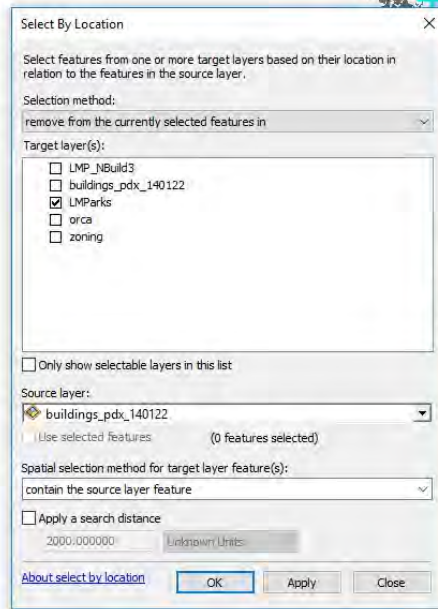 Select By Location
Select features from one or more target layers based on their location in
relation to the features in the source layer.
Selection method:
remove from the currently selected features in
Target layer(s):
LMP_NBuild3
buildings_pdx_140122
LMParks
orca
zoning
Only show selectable layers in this list
Source layer:
buildings_pdx_140122
Use selected features (0 features selected)
Spatial selection method for target layer feature(s):
contain the source layer feature
Apply a search distance
2000.000000 Unknown Units
About select by location OK Apply Close